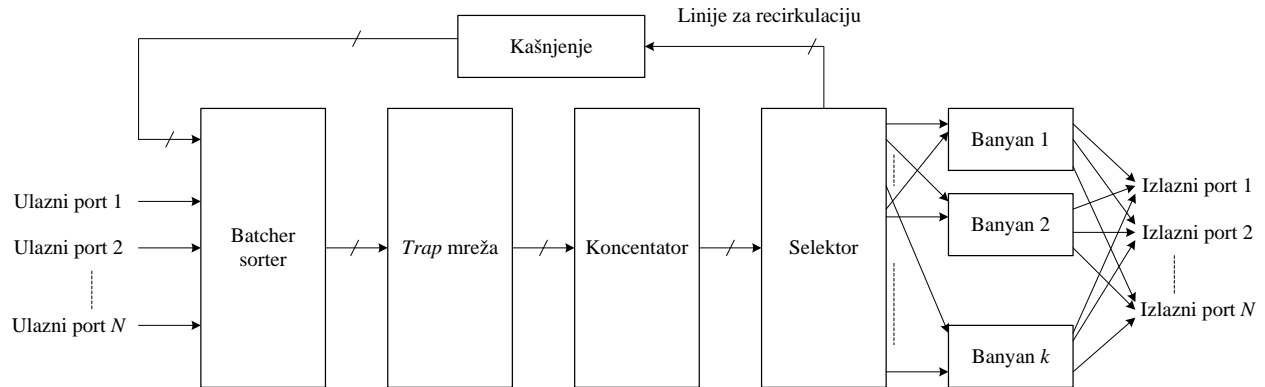 Linije za recirkulaciju
Kašnjenje
Ulazni port 1
Ulazni port 2
Ulazni port N
Batcher
sorter
Trap mreža
Koncentator
Selektor
Banyan 1
Banyan 2
Banyan k
Izlazni port 1
Izlazni port 2
Izlazni port N